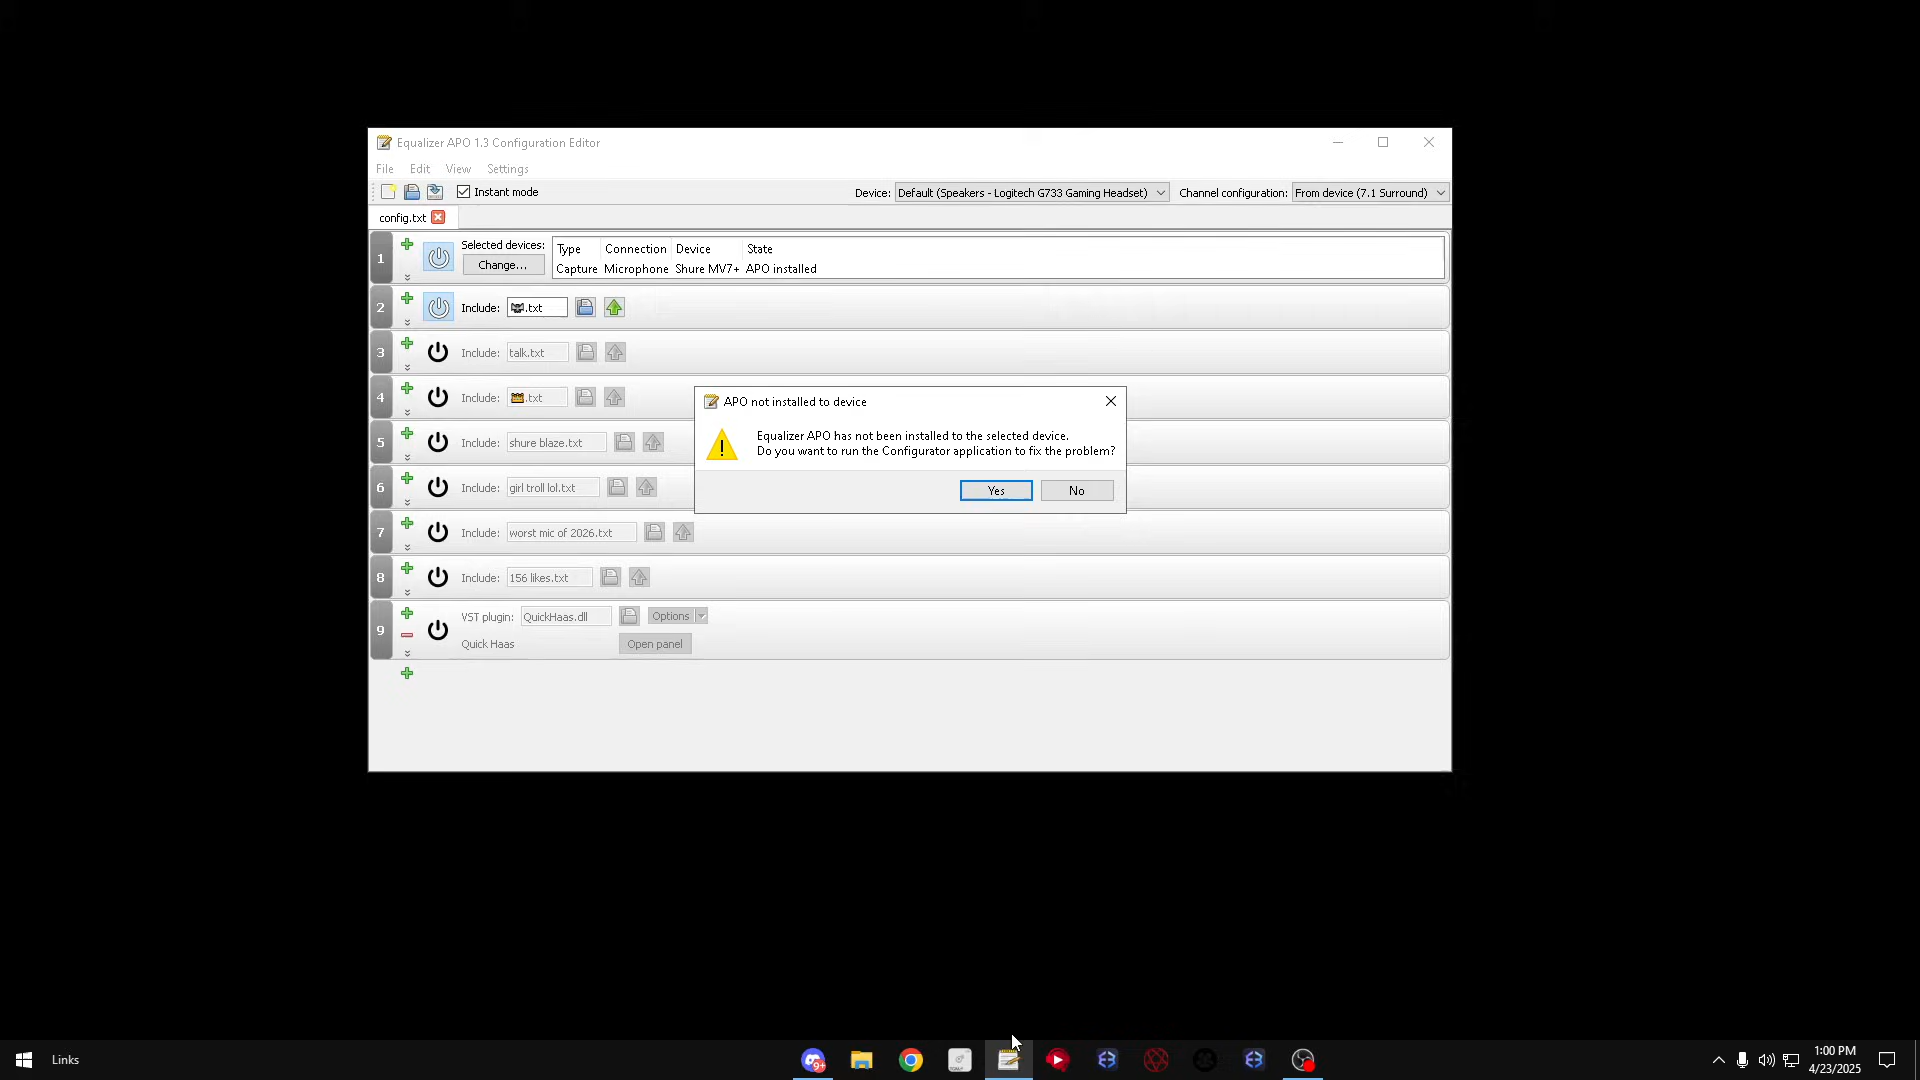 Equalizer APO 1.3 Configuration Editor
File Edit View Settings
Instant mode Device: Default (Speakers - Logitech G733 Gaming Headset) Channel configuration: From device (7.1 Surround)
config.txt
1 Selected devices: Change... Type Connection Device State
Capture Microphone Shure MV7+ APO installed
2 Include: .txt
3 Include: talk.txt
4 Include: .txt
5 Include: shure blaze.txt
6 Include: girl troll lol.txt
7 Include: worst mic of 2026.txt
8 Include: 156 likes.txt
9 VST plugin: QuickHaas.dll Options
Quick Haas Open panel
APO not installed to device
Equalizer APO has not been installed to the selected device.
Do you want to run the Configurator application to fix the problem?
Yes No
Links 9+ 1:00 PM
4/23/2025